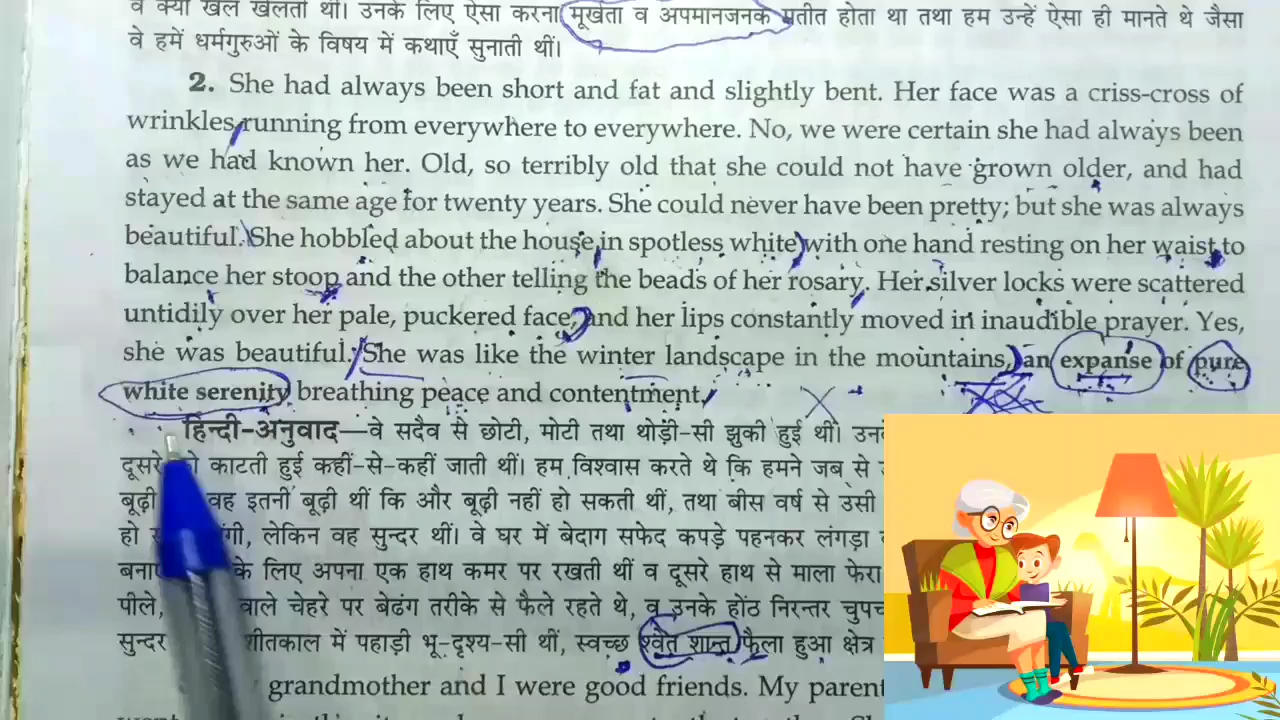 व क्या खेल खेलती थीं। उनके लिए ऐसा करना मूर्खता व अपमानजनक प्रतीत होता था तथा हम उन्हें ऐसा ही मानते थे जैसा
वे हमें धर्मगुरुओं के विषय में कथाएँ सुनाती थीं।
2. She had always been short and fat and slightly bent. Her face was a criss-cross of
wrinkles running from everywhere to everywhere. No, we were certain she had always been
as we had known her. Old, so terribly old that she could not have grown older, and had
stayed at the same age for twenty years. She could never have been pretty; but she was always
beautiful. She hobbled about the house in spotless white with one hand resting on her waist to
balance her stoop and the other telling the beads of her rosary. Her silver locks were scattered
untidily over her pale, puckered face, and her lips constantly moved in inaudible prayer. Yes,
she was beautiful. She was like the winter landscape in the mountains, an expanse of pure
white serenity breathing peace and contentment.
हिन्दी-अनुवाद—वे सदैव से छोटी, मोटी तथा थोड़ी-सी झुकी हुई थीं।
दूसरे को काटती हुई कहीं-से-कहीं जाती थीं। हम विश्वास करते थे कि हमने जब से
बूढ़ी वह इतनी बूढ़ी थीं कि और बूढ़ी नहीं हो सकती थीं, तथा बीस वर्ष से उसी
हो लेकिन वह सुन्दर थीं। वे घर में बेदाग सफेद कपड़े पहनकर लंगड़ा
के लिए अपना एक हाथ कमर पर रखती थीं व दूसरे हाथ से माला फेरा
पीले, वाले चेहरे पर बेढंग तरीके से फैले रहते थे, व उनके होंठ निरन्तर
सुन्दर शीतकाल में पहाड़ी भू-दृश्य-सी थीं, स्वच्छ श्वेत शान्त फैला हुआ क्षेत्र
grandmother and I were good friends. My paren